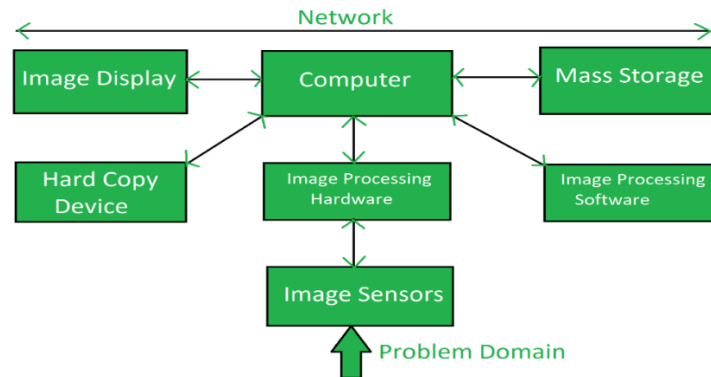 Network
Image Display
Computer
Mass Storage
Hard Copy
Device
Image Processing
Hardware
Image Processing
Software
Image Sensors
Problem Domain